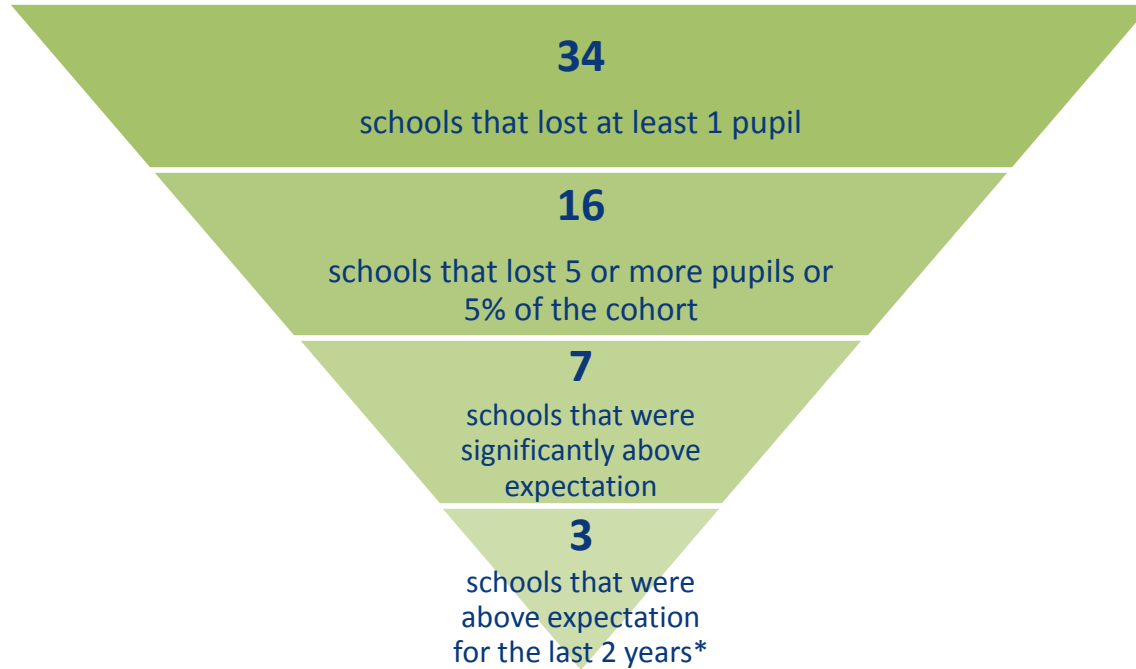 34
schools that lost at least 1 pupil
16
schools that lost 5 or more pupils or
5% of the cohort
7
schools that were
significantly above
expectation
3
schools that were
above expectation
for the last 2 years*